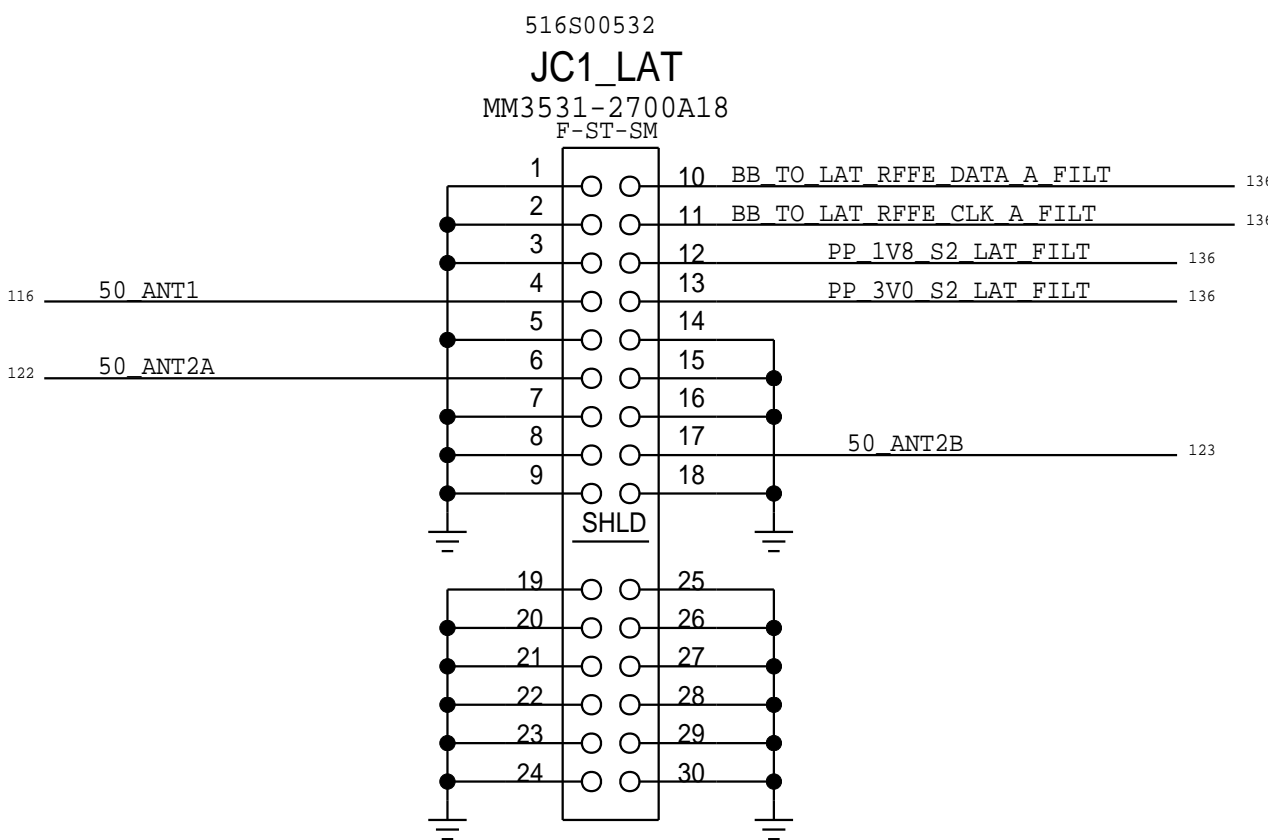 516S00532
JC1_LAT
MM3531-2700A18
F-ST-SM
1 10 BB_TO_LAT_RFFE_DATA_A_FILT 136
2 11 BB_TO_LAT_RFFE_CLK_A_FILT 136
3 12 PP_1V8_S2_LAT_FILT 136
116 50_ANT1 4 13 PP_3V0_S2_LAT_FILT 136
5 14
122 50_ANT2A 6 15
7 16
8 17 50_ANT2B 123
9 18
SHLD
19 25
20 26
21 27
22 28
23 29
24 30